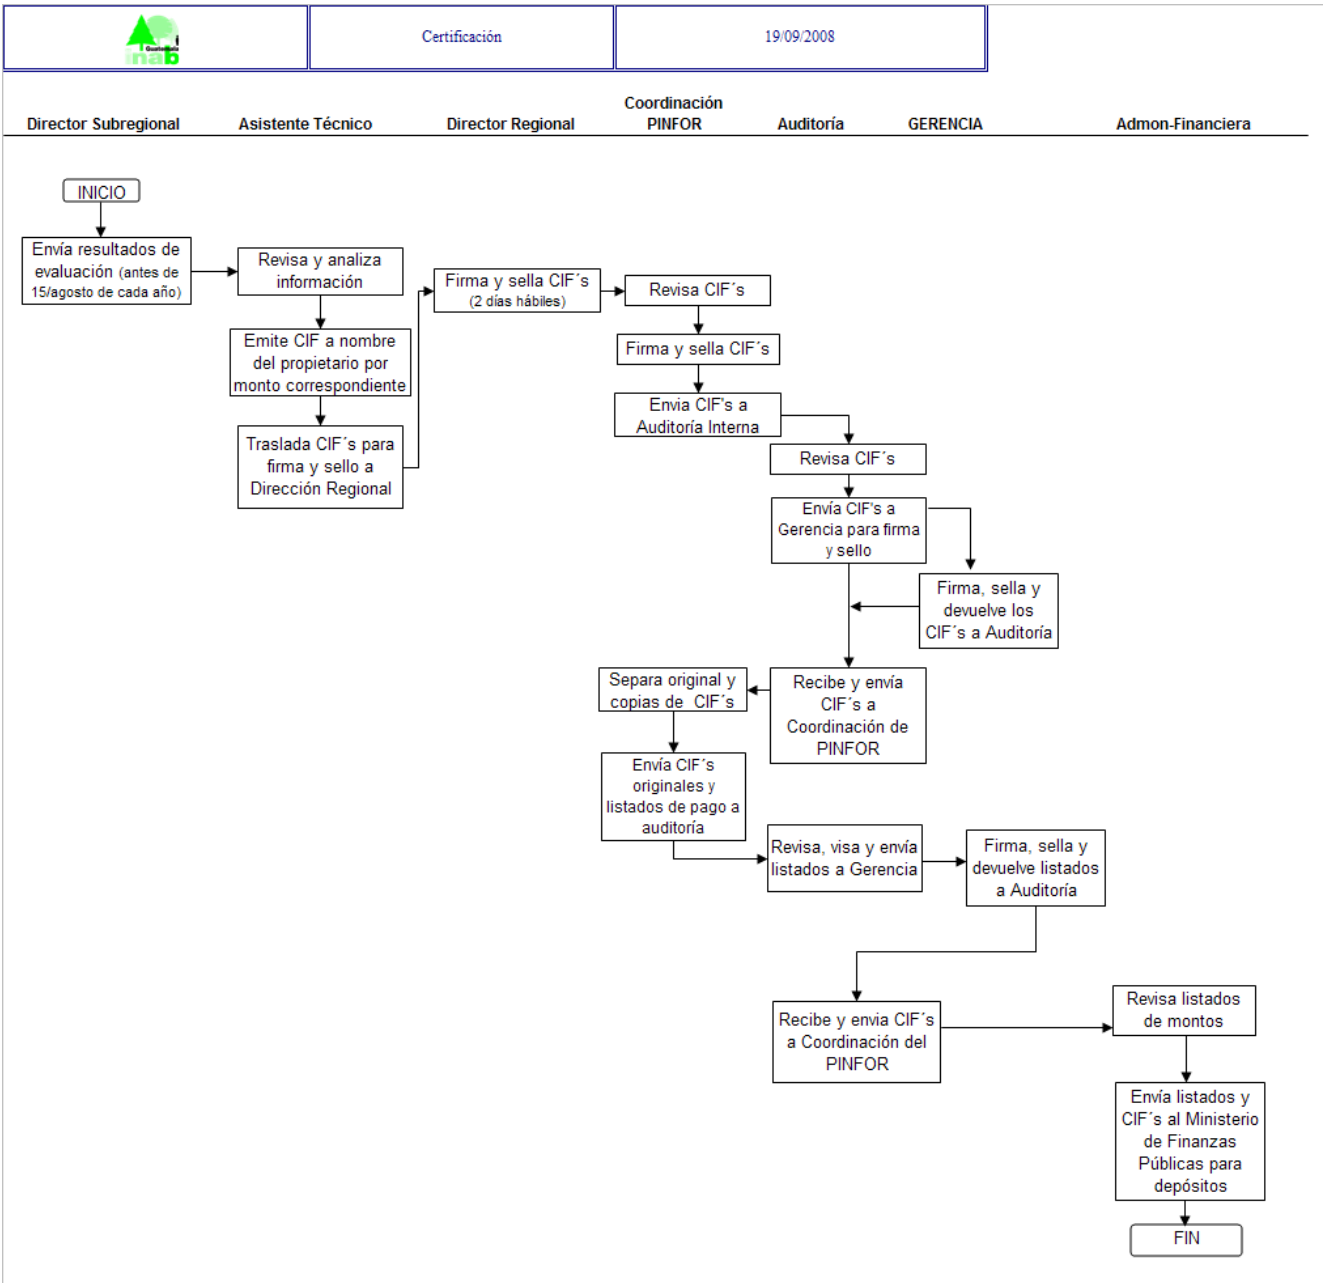 Guatemala
inab
Certificación
19/09/2008
Director Subregional
Asistente Técnico
Director Regional
Coordinación
PINFOR
Auditoría
GERENCIA
Admon-Financiera
INICIO
Envía resultados de
evaluación (antes de
15/agosto de cada año)
Revisa y analiza
información
Emite CIF a nombre
del propietario por
monto correspondiente
Traslada CIF´s para
firma y sello a
Dirección Regional
Firma y sella CIF´s
(2 días hábiles)
Revisa CIF´s
Firma y sella CIF´s
Envia CIF's a
Auditoría Interna
Revisa CIF´s
Envía CIF's a
Gerencia para firma
y sello
Firma, sella y
devuelve los
CIF´s a Auditoría
Recibe y envía
CIF´s a
Coordinación de
PINFOR
Separa original y
copias de CIF´s
Envía CIF´s
originales y
listados de pago a
auditoría
Revisa, visa y envía
listados a Gerencia
Firma, sella y
devuelve listados
a Auditoría
Recibe y envia CIF´s
a Coordinación del
PINFOR
Revisa listados
de montos
Envía listados y
CIF´s al Ministerio
de Finanzas
Públicas para
depósitos
FIN